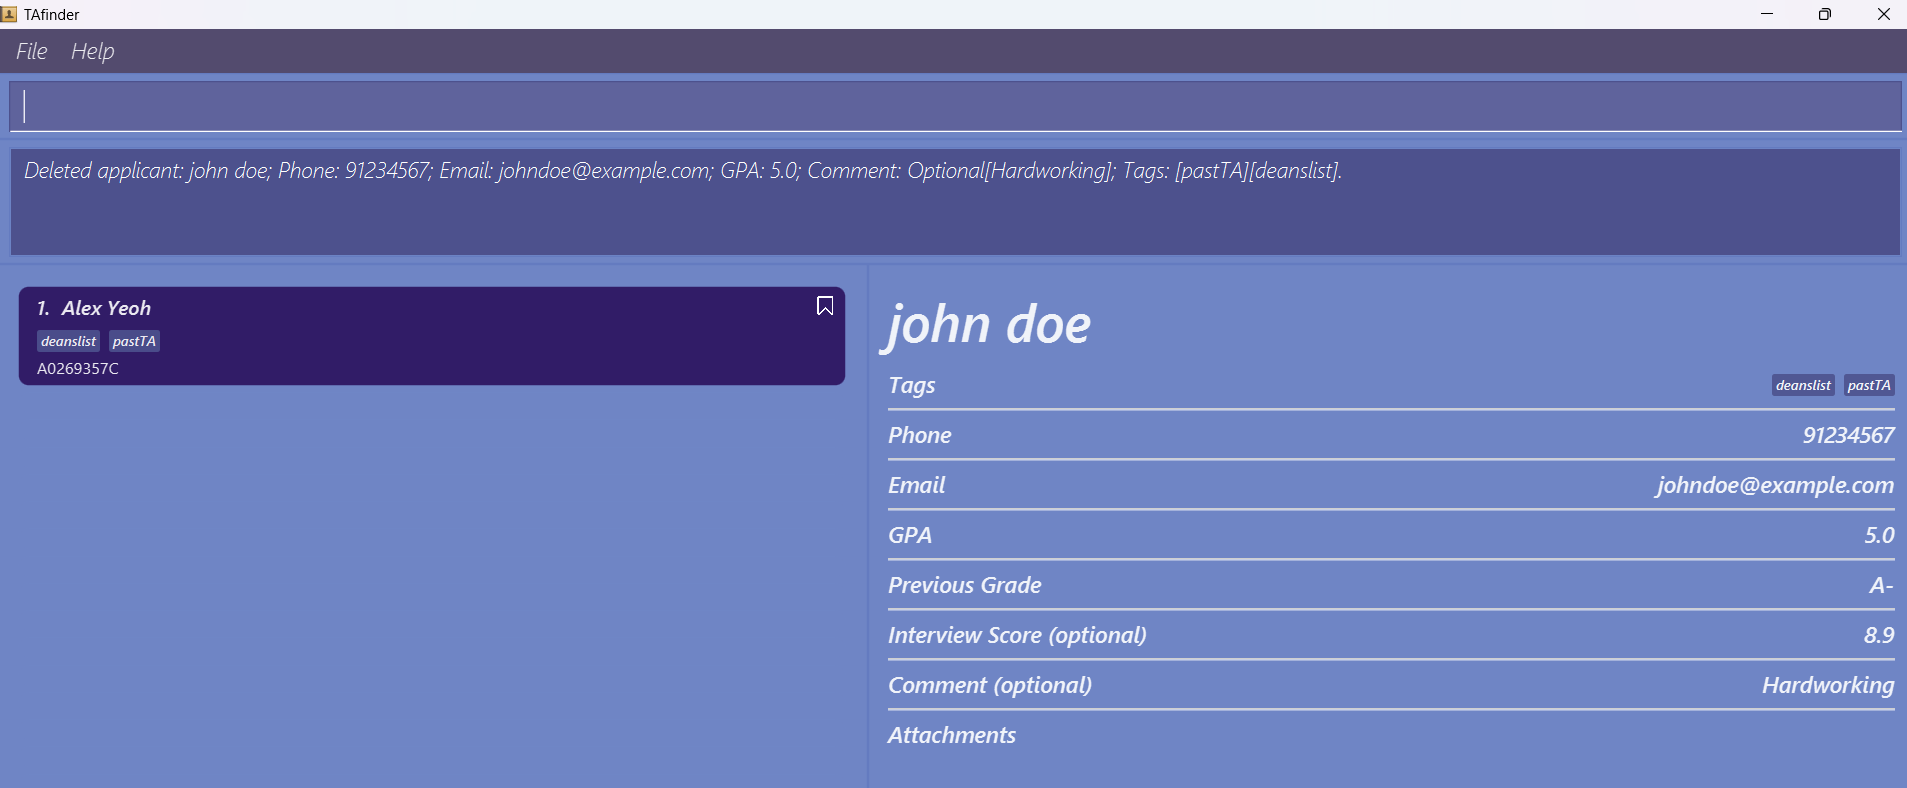 TAfinder
File Help
Deleted applicant: john doe; Phone: 91234567; Email: johndoe@example.com; GPA: 5.0; Comment: Optional[Hardworking]; Tags: [pastTA][deanslist].
1. Alex Yeoh
deanslist pastTA
A0269357C
john doe
Tags deanslist pastTA
Phone 91234567
Email johndoe@example.com
GPA 5.0
Previous Grade A-
Interview Score (optional) 8.9
Comment (optional) Hardworking
Attachments